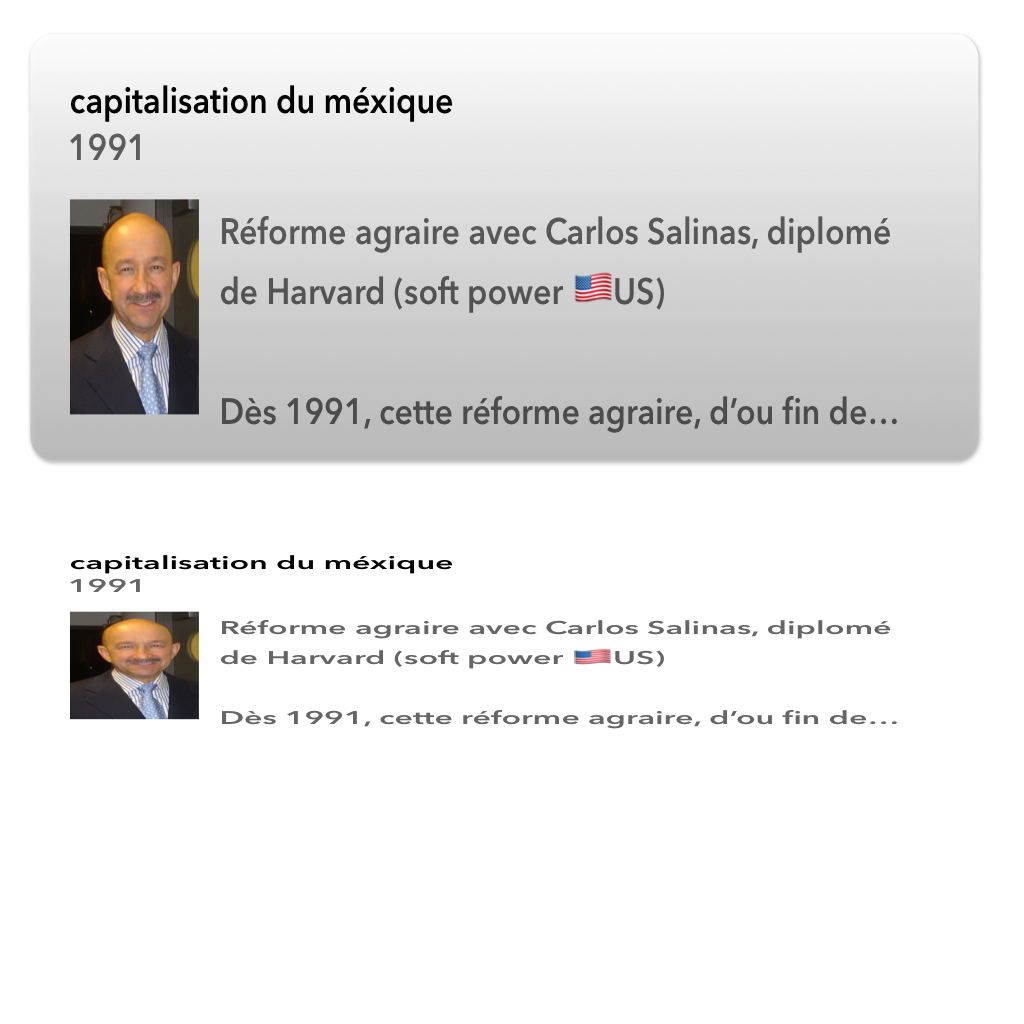 capitalisation du méxique
1991
Réforme agraire avec Carlos Salinas, diplomé
de Harvard (soft power 🇺🇸US)
Dès 1991, cette réforme agraire, d’ou fin de…
capitalisation du méxique
1991
Réforme agraire avec Carlos Salinas, diplomé
de Harvard (soft power 🇺🇸US)
Dès 1991, cette réforme agraire, d’ou fin de…